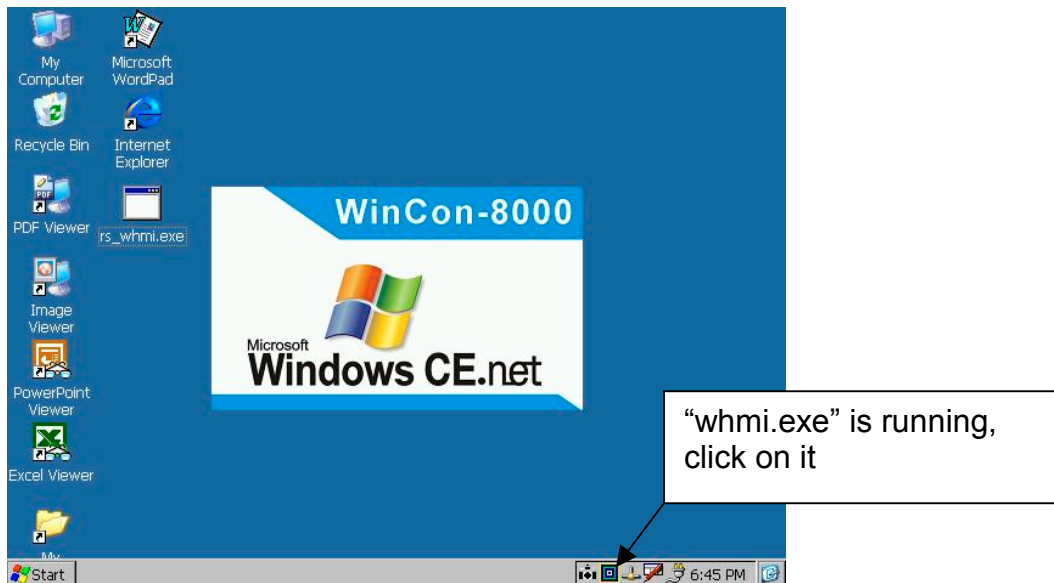 My
Computer
Microsoft
WordPad
Recycle Bin
Internet
Explorer
PDF Viewer
rs_whmi.exe
Image
Viewer
PowerPoint
Viewer
Excel Viewer
My
WinCon-8000
Microsoft
Windows CE.net
“whmi.exe” is running,
click on it
Start
6:45 PM